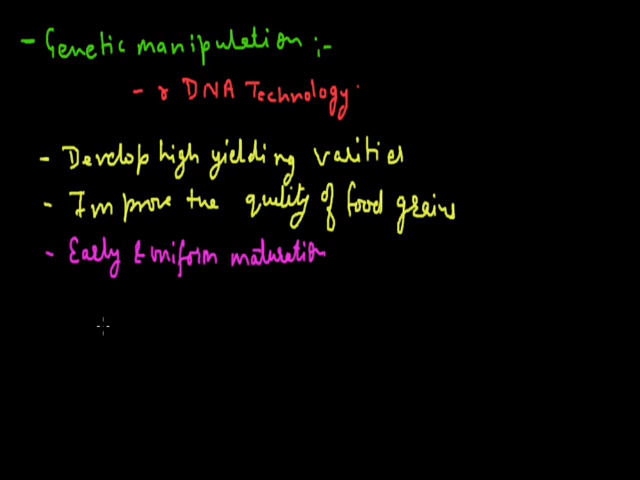 - Genetic manipulation :-
- r DNA Technology
- Develop high yielding varities
- Improve the quality of food grains
- Early & uniform maturation